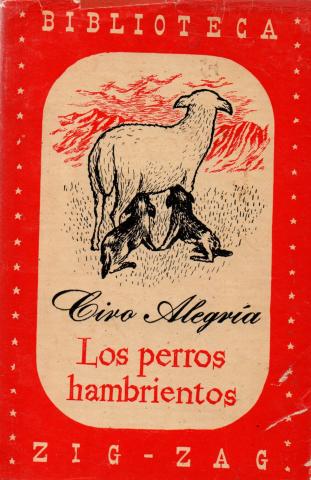 BIBLIOTECA
Ciro Alegría
Los perros
hambrientos
ZIG-ZAG